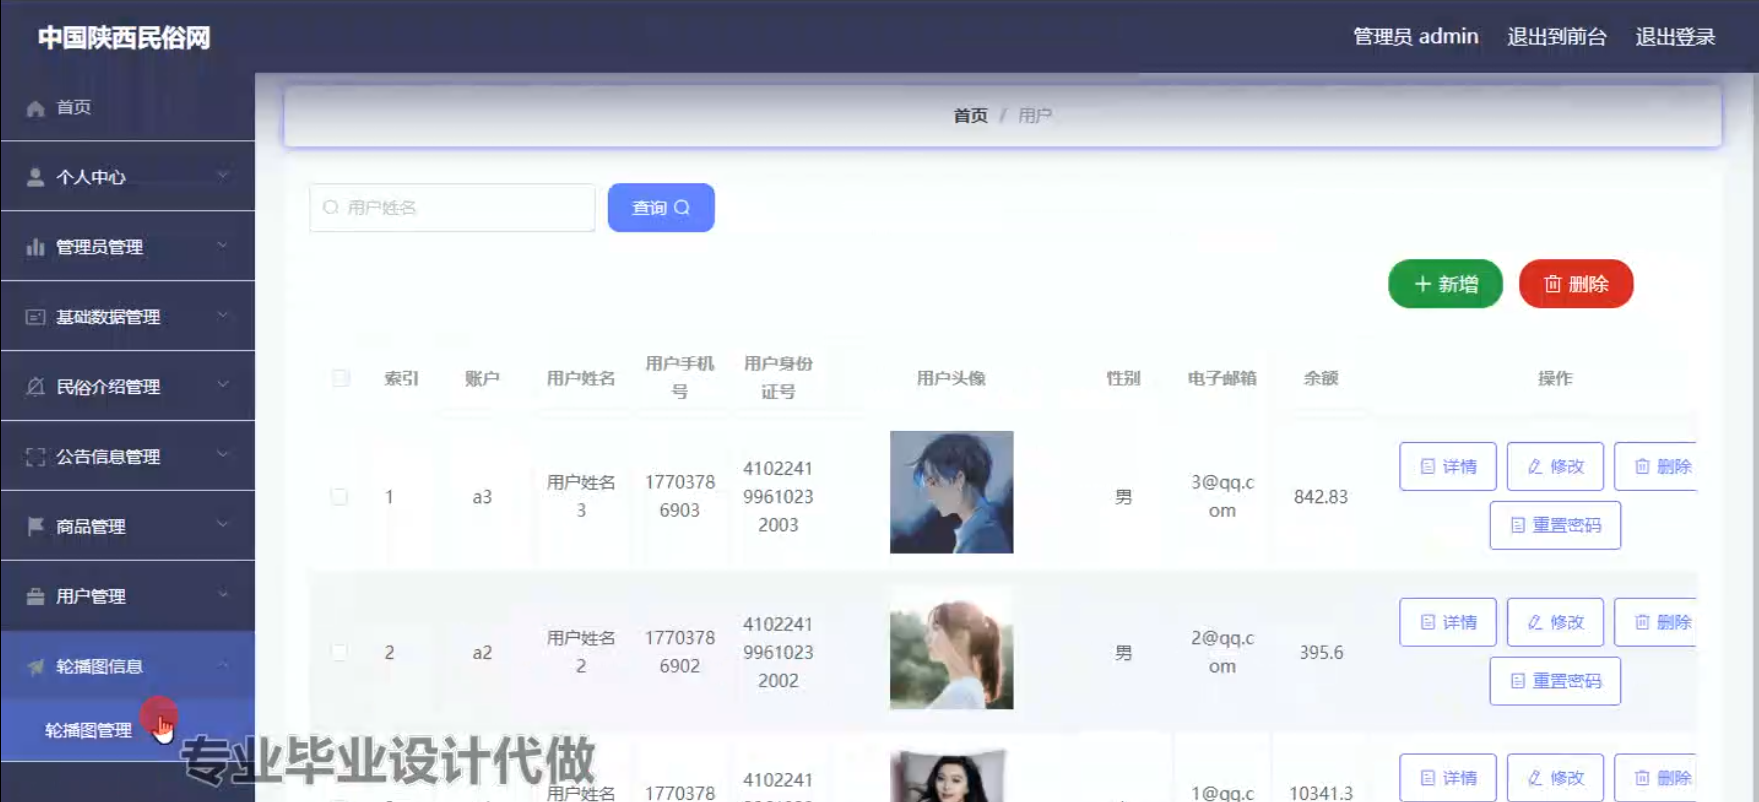 中国陕西民俗网
管理员 admin 退出到前台 退出登录
首页
个人中心
管理员管理
基础数据管理
民俗介绍管理
公告信息管理
商品管理
用户管理
轮播图信息
轮播图管理
首页 / 用户
用户姓名 查询
新增 删除
索引 账户 用户姓名 用户手机号 用户身份证号 用户头像 性别 电子邮箱 余额 操作
1 a3 用户姓名3 17703786903 410224199610232003 男 3@qq.com 842.83 详情 修改 删除
重置密码
2 a2 用户姓名2 17703786902 410224199610232002 男 2@qq.com 395.6 详情 修改 删除
重置密码
用户姓名 1770378 4102241 1@qq.c 10341.3 详情 修改 删除
专业毕业设计代做